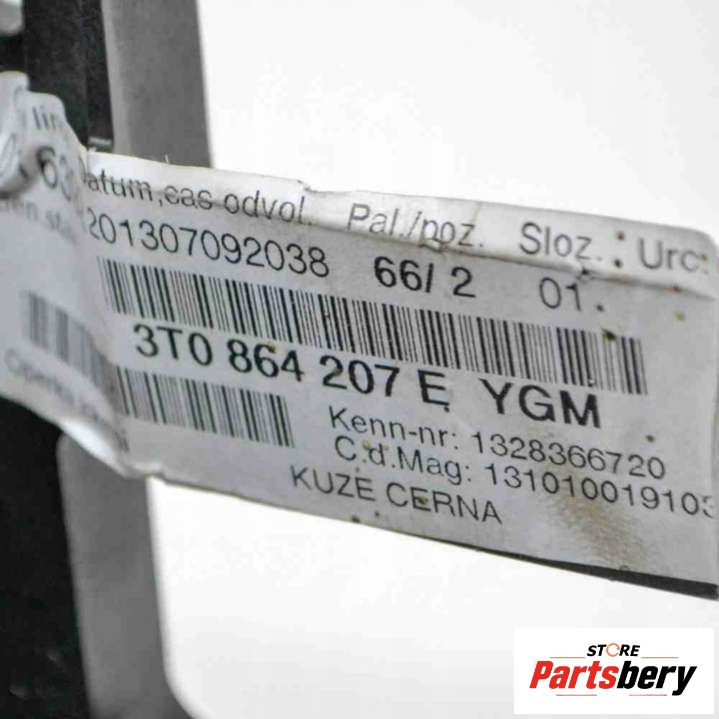 Datum,cas odvol. Pal./poz. Sloz.: Urc:
201307092038 66/ 2 01.
3T0 864 207 E YGM
Kenn-nr: 1328366720
C.d.Mag: 131010019103
KUZE CERNA
STORE
Partsbery